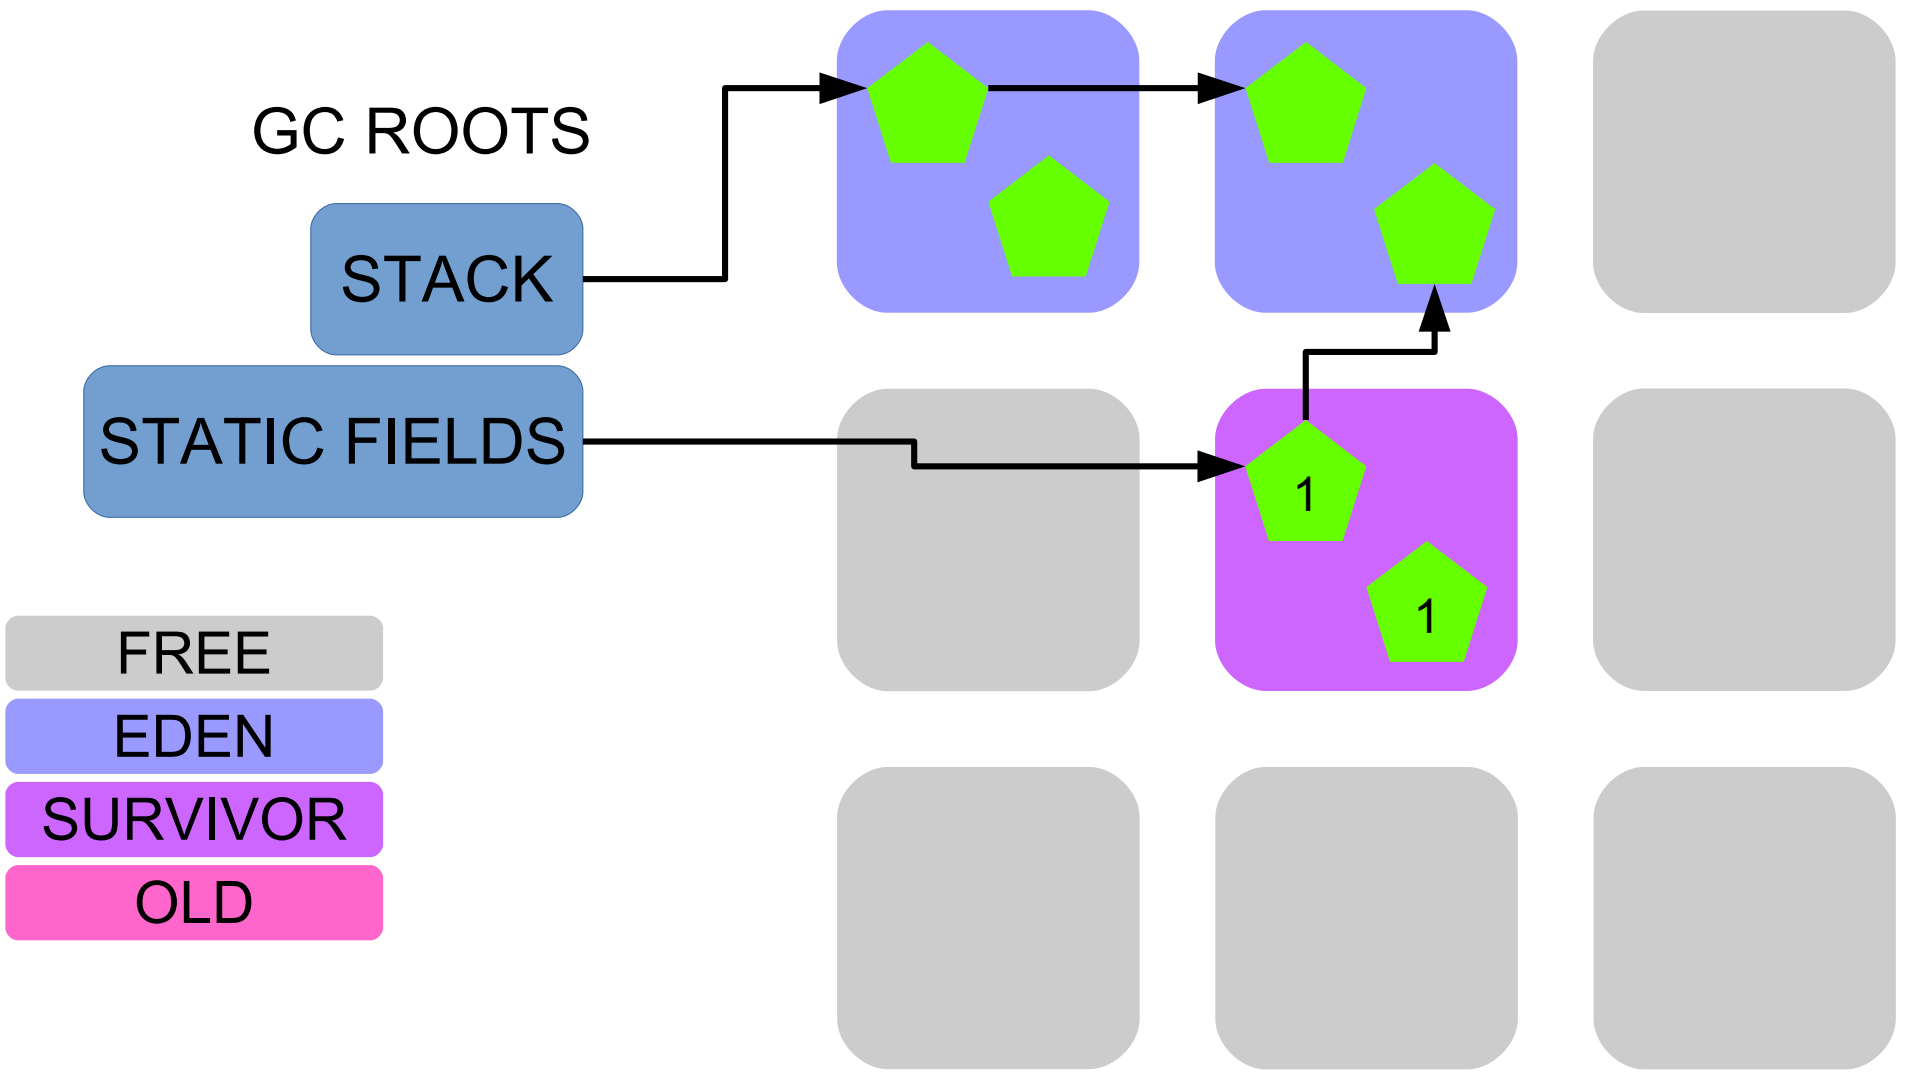 GC ROOTS
STACK
STATIC FIELDS
1
1
FREE
EDEN
SURVIVOR
OLD